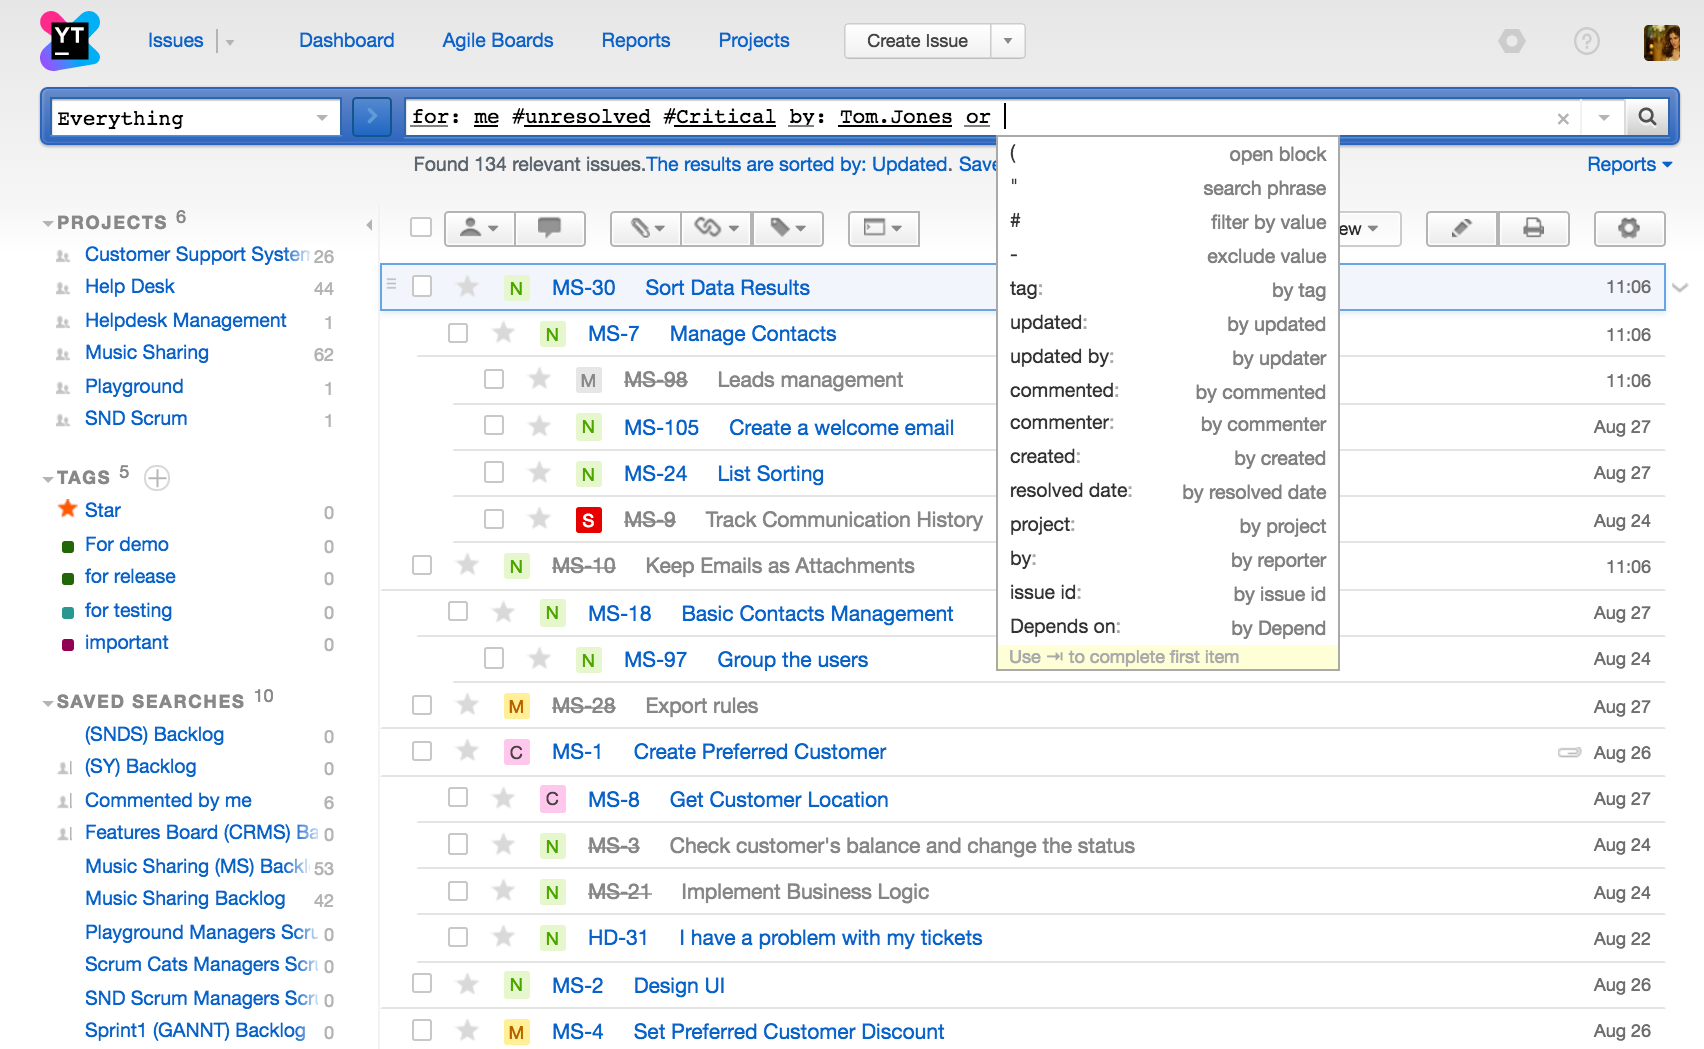 YT
Issues
Dashboard
Agile Boards
Reports
Projects
Create Issue
?
Everything
for: me #unresolved #Critical by: Tom.Jones or
Found 134 relevant issues.The results are sorted by: Updated. Save
Reports
( open block
" search phrase
# filter by value
- exclude value
tag: by tag
updated: by updated
updated by: by updater
commented: by commented
commenter: by commenter
created: by created
resolved date: by resolved date
project: by project
by: by reporter
issue id: by issue id
Depends on: by Depend
Use ⇥ to complete first item
ew
PROJECTS 6
Customer Support System 26
Help Desk 44
Helpdesk Management 1
Music Sharing 62
Playground 1
SND Scrum 1
TAGS 5
Star 0
For demo 0
for release 0
for testing 0
important 0
SAVED SEARCHES 10
(SNDS) Backlog 0
(SY) Backlog 0
Commented by me 6
Features Board (CRMS) Ba 0
Music Sharing (MS) Backl 53
Music Sharing Backlog 42
Playground Managers Scru 0
Scrum Cats Managers Scru 0
SND Scrum Managers Scru 0
Sprint1 (GANNT) Backlog 0
N MS-30 Sort Data Results 11:06
N MS-7 Manage Contacts 11:06
M MS-98 Leads management 11:06
N MS-105 Create a welcome email Aug 27
N MS-24 List Sorting Aug 27
S MS-9 Track Communication History Aug 24
N MS-10 Keep Emails as Attachments 11:06
N MS-18 Basic Contacts Management Aug 27
N MS-97 Group the users Aug 24
M MS-28 Export rules Aug 27
C MS-1 Create Preferred Customer Aug 26
C MS-8 Get Customer Location Aug 27
N MS-3 Check customer's balance and change the status Aug 24
N MS-21 Implement Business Logic Aug 24
N HD-31 I have a problem with my tickets Aug 22
N MS-2 Design UI Aug 26
M MS-4 Set Preferred Customer Discount Aug 26